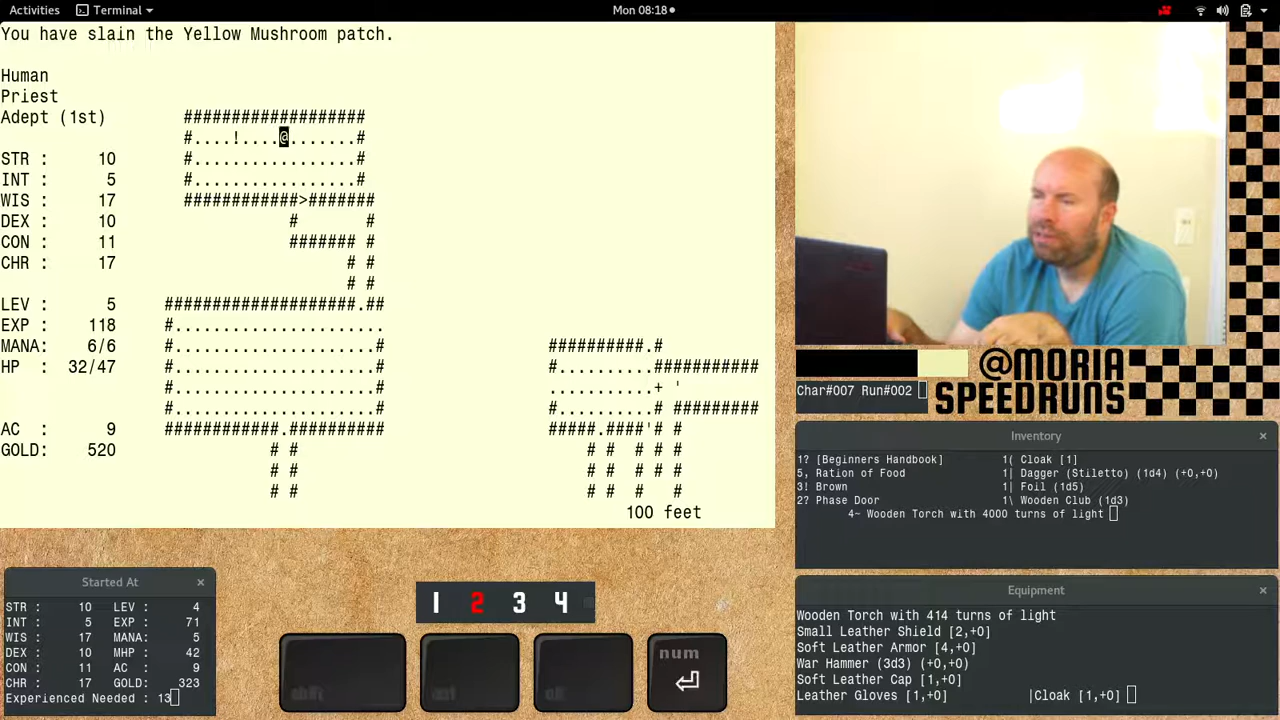 Activities Terminal Mon 08:18
You have slain the Yellow Mushroom patch.
Human
Priest
Adept (1st)
###################
#....!....@.......#
#.................#
#.................#
############>#######
# #
####### #
# #
# #
STR : 10
INT : 5
WIS : 17
DEX : 10
CON : 11
CHR : 17
LEV : 5
EXP : 118
MANA: 6/6
HP : 32/47
AC : 9
GOLD: 520
####################.##
#......................
#.....................#
#.....................#
#.....................#
#.....................#
############.##########
# #
# #
# #
##########.#
#..........###########
...........+ '
#..........# #########
#####.####'# #
# # # # #
# # # # #
# # # #
100 feet
@MORIA
SPEEDRUNS
Char#007 Run#002
Inventory ×
1? [Beginners Handbook] 1( Cloak [1]
5, Ration of Food 1| Dagger (Stiletto) (1d4) (+0,+0)
3! Brown 1| Foil (1d5)
2? Phase Door 1\ Wooden Club (1d3)
4~ Wooden Torch with 4000 turns of light
Equipment ×
Wooden Torch with 414 turns of light
Small Leather Shield [2,+0]
Soft Leather Armor [4,+0]
War Hammer (3d3) (+0,+0)
Soft Leather Cap [1,+0]
Leather Gloves [1,+0] |Cloak [1,+0]
Started At ×
STR : 10 LEV : 4
INT : 5 EXP : 71
WIS : 17 MANA: 5
DEX : 10 MHP : 42
CON : 11 AC : 9
CHR : 17 GOLD: 323
Experienced Needed : 13
1 2 3 4
shift
alt
num